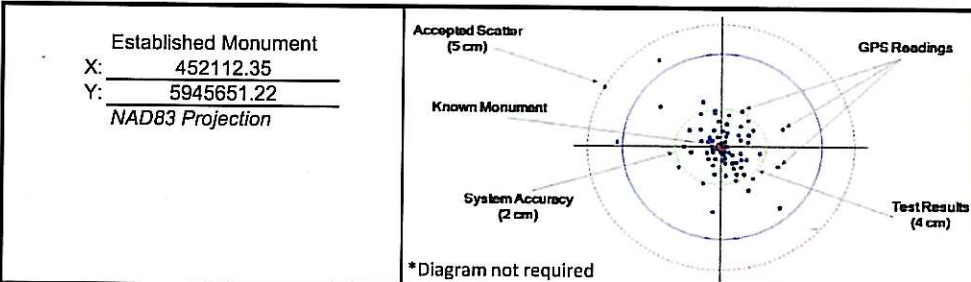 Established Monument
X: 452112.35
Y: 5945651.22
NAD83 Projection
Accepted Scatter
(5 cm)
GPS Readings
Known Monument
System Accuracy
(2 cm)
Test Results
(4 cm)
*Diagram not required